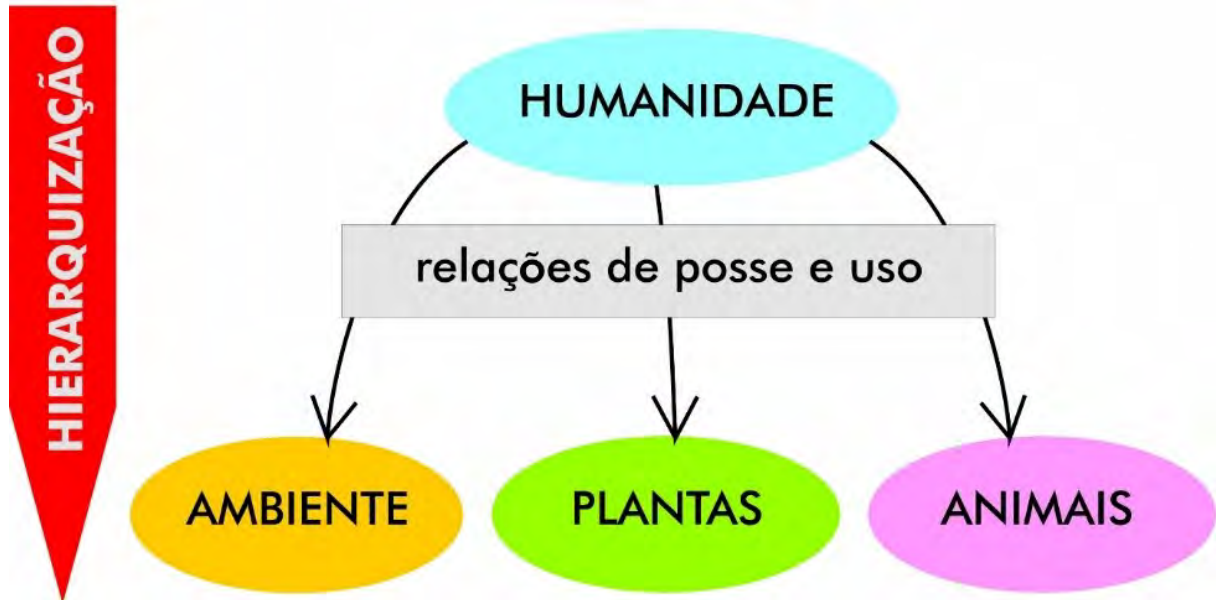 HIERARQUIZAÇÃO
HUMANIDADE
relações de posse e uso
AMBIENTE
PLANTAS
ANIMAIS